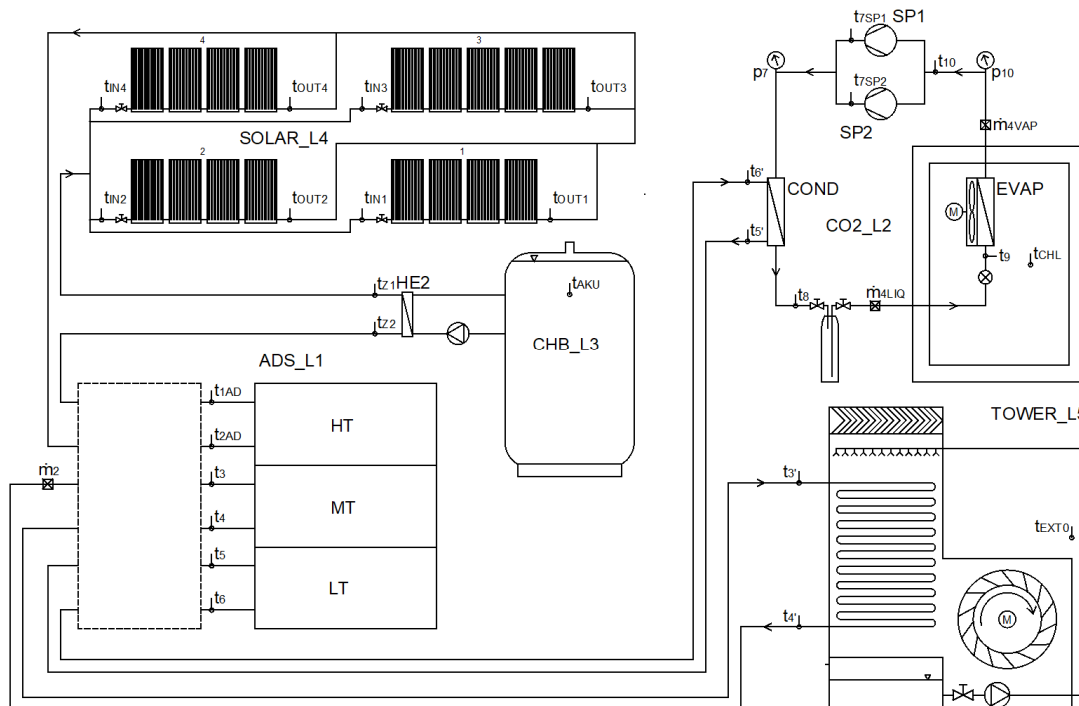 4
3
tIN4
tOUT4
tIN3
tOUT3
SOLAR_L4
2
1
tIN2
tOUT2
tIN1
tOUT1
t7SP1
SP1
t7SP2
SP2
p7
t10
p10
ṁ4VAP
t6'
COND
t5'
CO2_L2
M
EVAP
t9
tCHL
t8
ṁ4LIQ
tZ1
HE2
tZ2
tAKU
CHB_L3
ADS_L1
t1AD
HT
t2AD
ṁ2
t3
MT
t4
t5
LT
t6
TOWER_L5
t3'
tEXT0
M
t4'